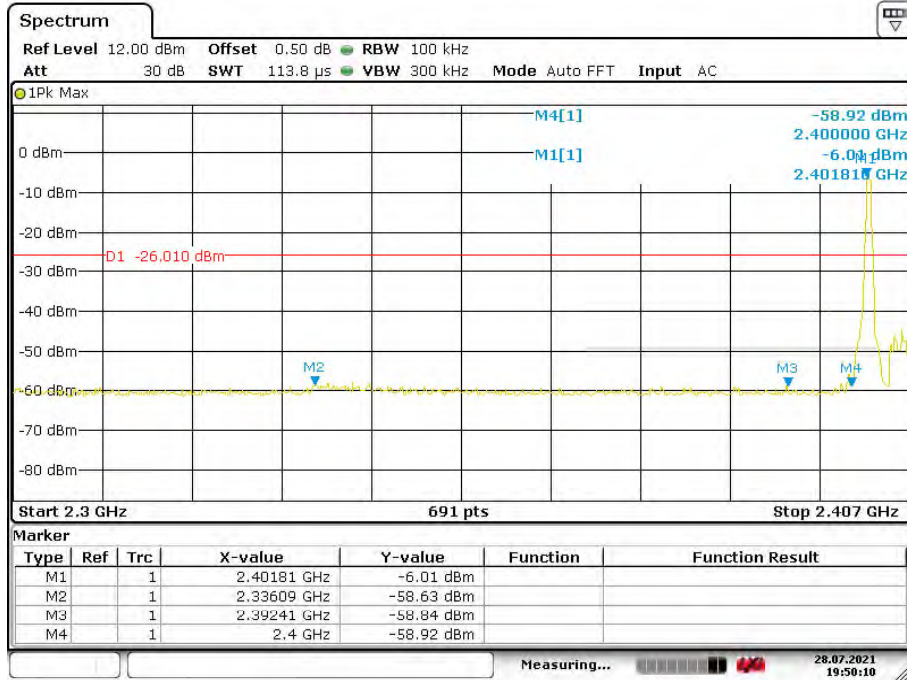 Spectrum
Ref Level 12.00 dBm Offset 0.50 dB RBW 100 kHz
Att 30 dB SWT 113.8 µs VBW 300 kHz Mode Auto FFT Input AC
1Pk Max
M4[1] -58.92 dBm
2.400000 GHz
0 dBm
M1[1] -6.01 dBm
M1
2.401810 GHz
-10 dBm
-20 dBm
D1 -26.010 dBm
-30 dBm
-40 dBm
-50 dBm
M2 M3 M4
-60 dBm
-70 dBm
-80 dBm
Start 2.3 GHz 691 pts Stop 2.407 GHz
Marker
Type Ref Trc X-value Y-value Function Function Result
M1 1 2.40181 GHz -6.01 dBm
M2 1 2.33609 GHz -58.63 dBm
M3 1 2.39241 GHz -58.84 dBm
M4 1 2.4 GHz -58.92 dBm
Measuring... 28.07.2021
19:50:10